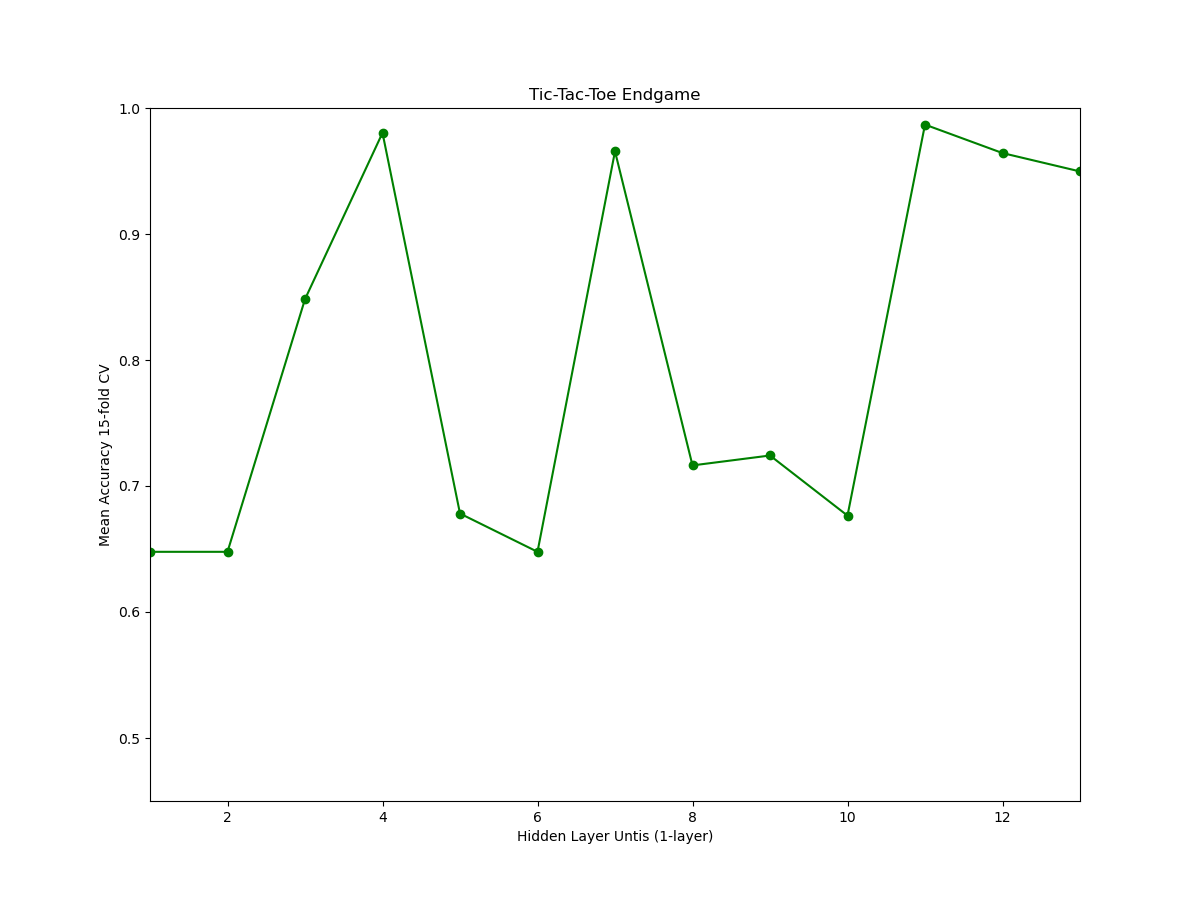 Tic-Tac-Toe Endgame
1.0
0.9
0.8
0.7
0.6
0.5
Mean Accuracy 15-fold CV
2 4 6 8 10 12
Hidden Layer Untis (1-layer)